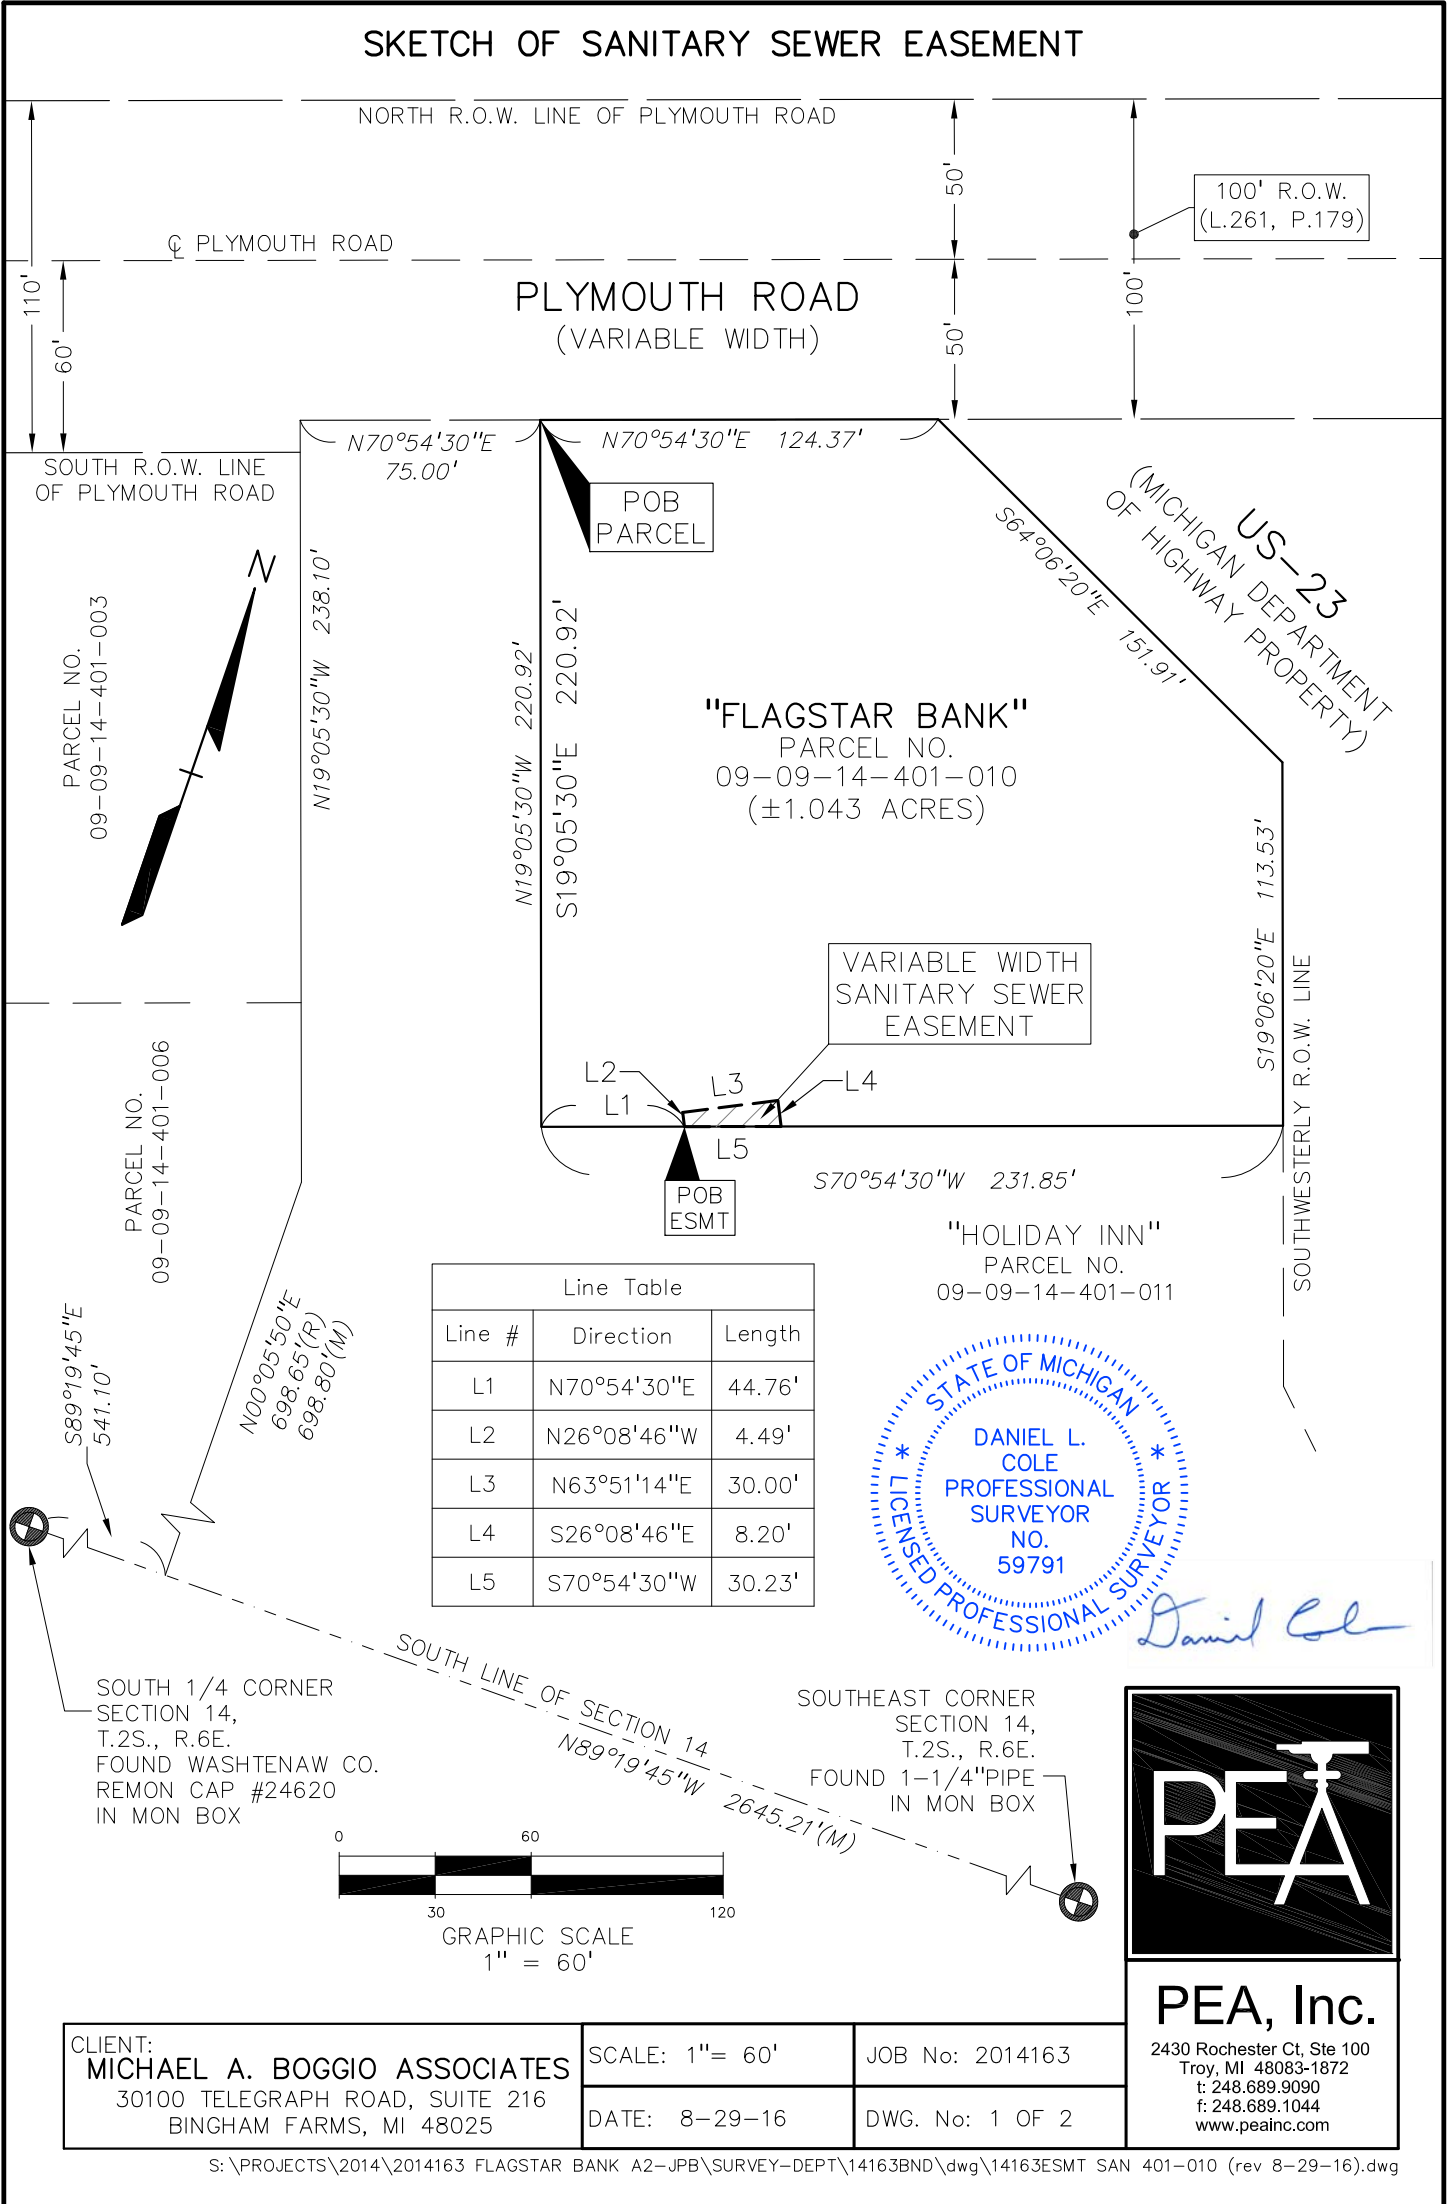 SKETCH OF SANITARY SEWER EASEMENT
NORTH R.O.W. LINE OF PLYMOUTH ROAD
110'
60'
℄ PLYMOUTH ROAD
PLYMOUTH ROAD
(VARIABLE WIDTH)
50'
50'
100'
100' R.O.W.
(L.261, P.179)
SOUTH R.O.W. LINE
OF PLYMOUTH ROAD
N70°54'30"E
75.00'
N70°54'30"E 124.37'
POB
PARCEL
S64°06'20"E 151.91'
US-23
(MICHIGAN DEPARTMENT
OF HIGHWAY PROPERTY)
PARCEL NO.
09-09-14-401-003
N
N19°05'30"W 238.10'
N19°05'30"W 220.92'
S19°05'30"E 220.92'
"FLAGSTAR BANK"
PARCEL NO.
09-09-14-401-010
(±1.043 ACRES)
S19°06'20"E 113.53'
SOUTHWESTERLY R.O.W. LINE
VARIABLE WIDTH
SANITARY SEWER
EASEMENT
L2
L1
L3
L4
L5
POB
ESMT
S70°54'30"W 231.85'
PARCEL NO.
09-09-14-401-006
"HOLIDAY INN"
PARCEL NO.
09-09-14-401-011
S89°19'45"E
541.10'
N00°05'50"E
698.65'(R)
698.80'(M)
Line Table
Line # Direction Length
L1 N70°54'30"E 44.76'
L2 N26°08'46"W 4.49'
L3 N63°51'14"E 30.00'
L4 S26°08'46"E 8.20'
L5 S70°54'30"W 30.23'
STATE OF MICHIGAN
* LICENSED PROFESSIONAL SURVEYOR *
DANIEL L.
COLE
PROFESSIONAL
SURVEYOR
NO.
59791
Daniel Cole
SOUTH 1/4 CORNER
SECTION 14,
T.2S., R.6E.
FOUND WASHTENAW CO.
REMON CAP #24620
IN MON BOX
SOUTH LINE OF SECTION 14
N89°19'45"W 2645.21'(M)
SOUTHEAST CORNER
SECTION 14,
T.2S., R.6E.
FOUND 1-1/4"PIPE
IN MON BOX
0 60
30 120
GRAPHIC SCALE
1" = 60'
PEA
PEA, Inc.
2430 Rochester Ct, Ste 100
Troy, MI 48083-1872
t: 248.689.9090
f: 248.689.1044
www.peainc.com
CLIENT:
MICHAEL A. BOGGIO ASSOCIATES
30100 TELEGRAPH ROAD, SUITE 216
BINGHAM FARMS, MI 48025
SCALE: 1"= 60'
JOB No: 2014163
DATE: 8-29-16
DWG. No: 1 OF 2
S:\PROJECTS\2014\2014163 FLAGSTAR BANK A2-JPB\SURVEY-DEPT\14163BND\dwg\14163ESMT SAN 401-010 (rev 8-29-16).dwg